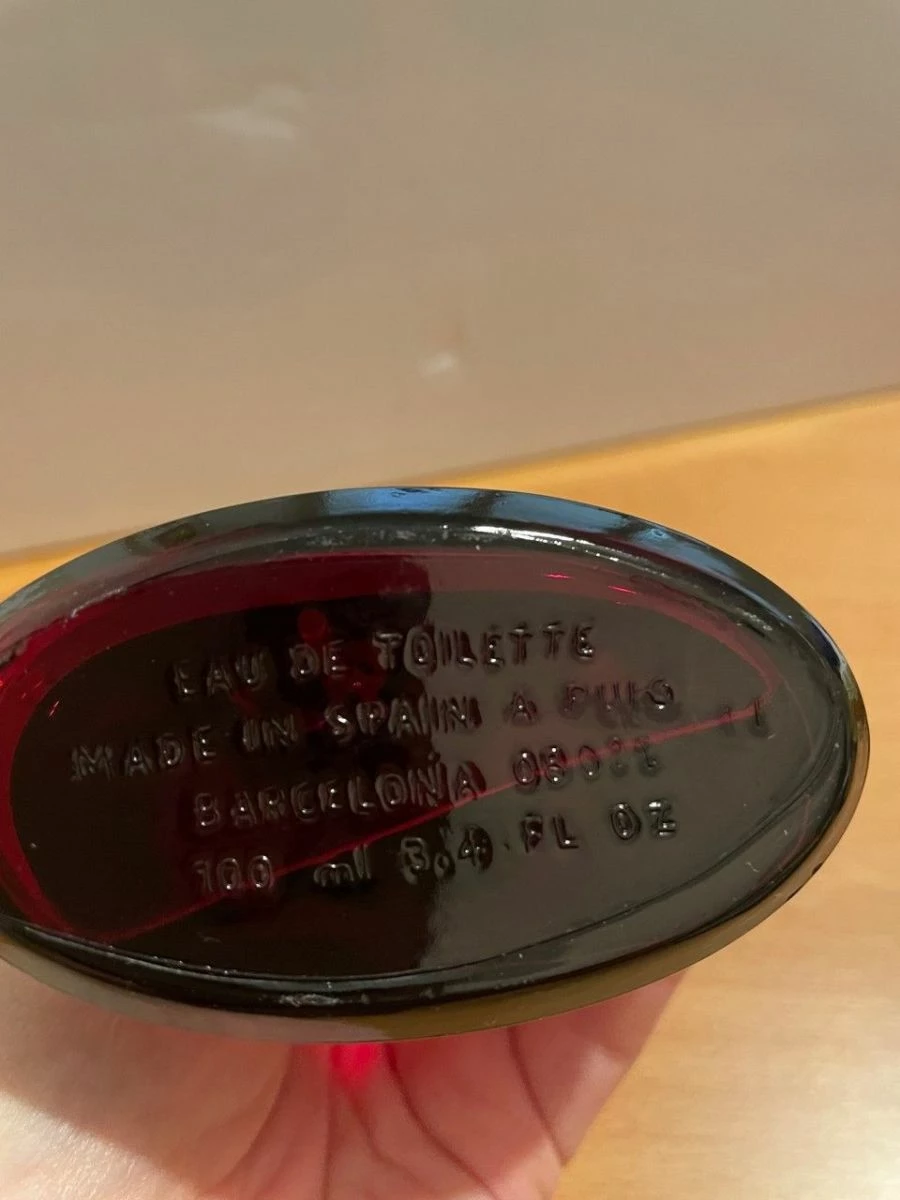 EAU DE TOILETTE
MADE IN SPAIN A PUIG
BARCELONA
100 ml 3.4 FL OZ